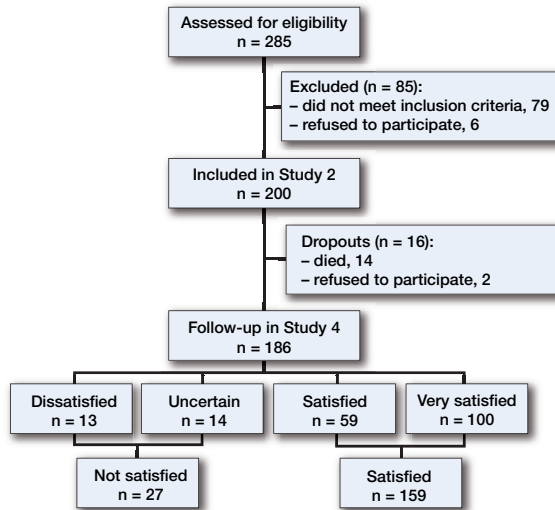 Assessed for eligibility
n = 285
Excluded (n = 85):
– did not meet inclusion criteria, 79
– refused to participate, 6
Included in Study 2
n = 200
Dropouts (n = 16):
– died, 14
– refused to participate, 2
Follow-up in Study 4
n = 186
Dissatisfied
n = 13
Uncertain
n = 14
Satisfied
n = 59
Very satisfied
n = 100
Not satisfied
n = 27
Satisfied
n = 159